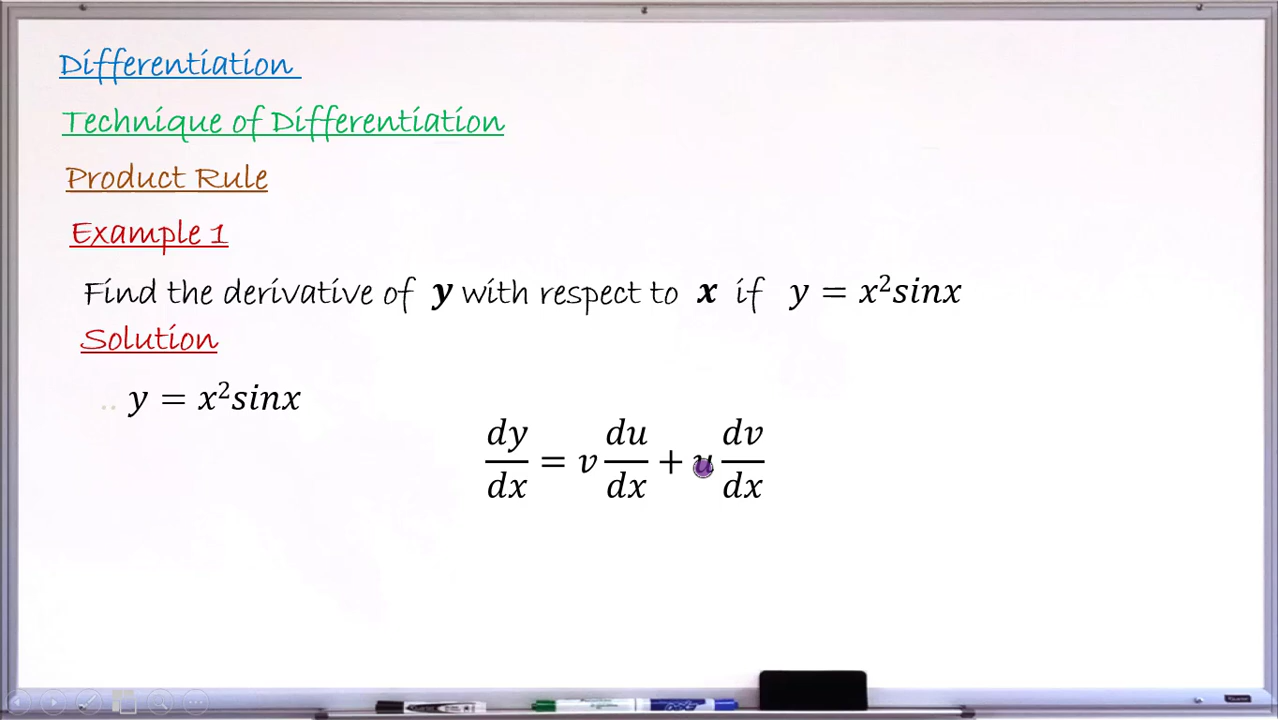 Differentiation
Technique of Differentiation
Product Rule
Example 1
Find the derivative of y with respect to x if y = x²sinx
Solution
.. y = x²sinx
dy/dx = v du/dx + u dv/dx